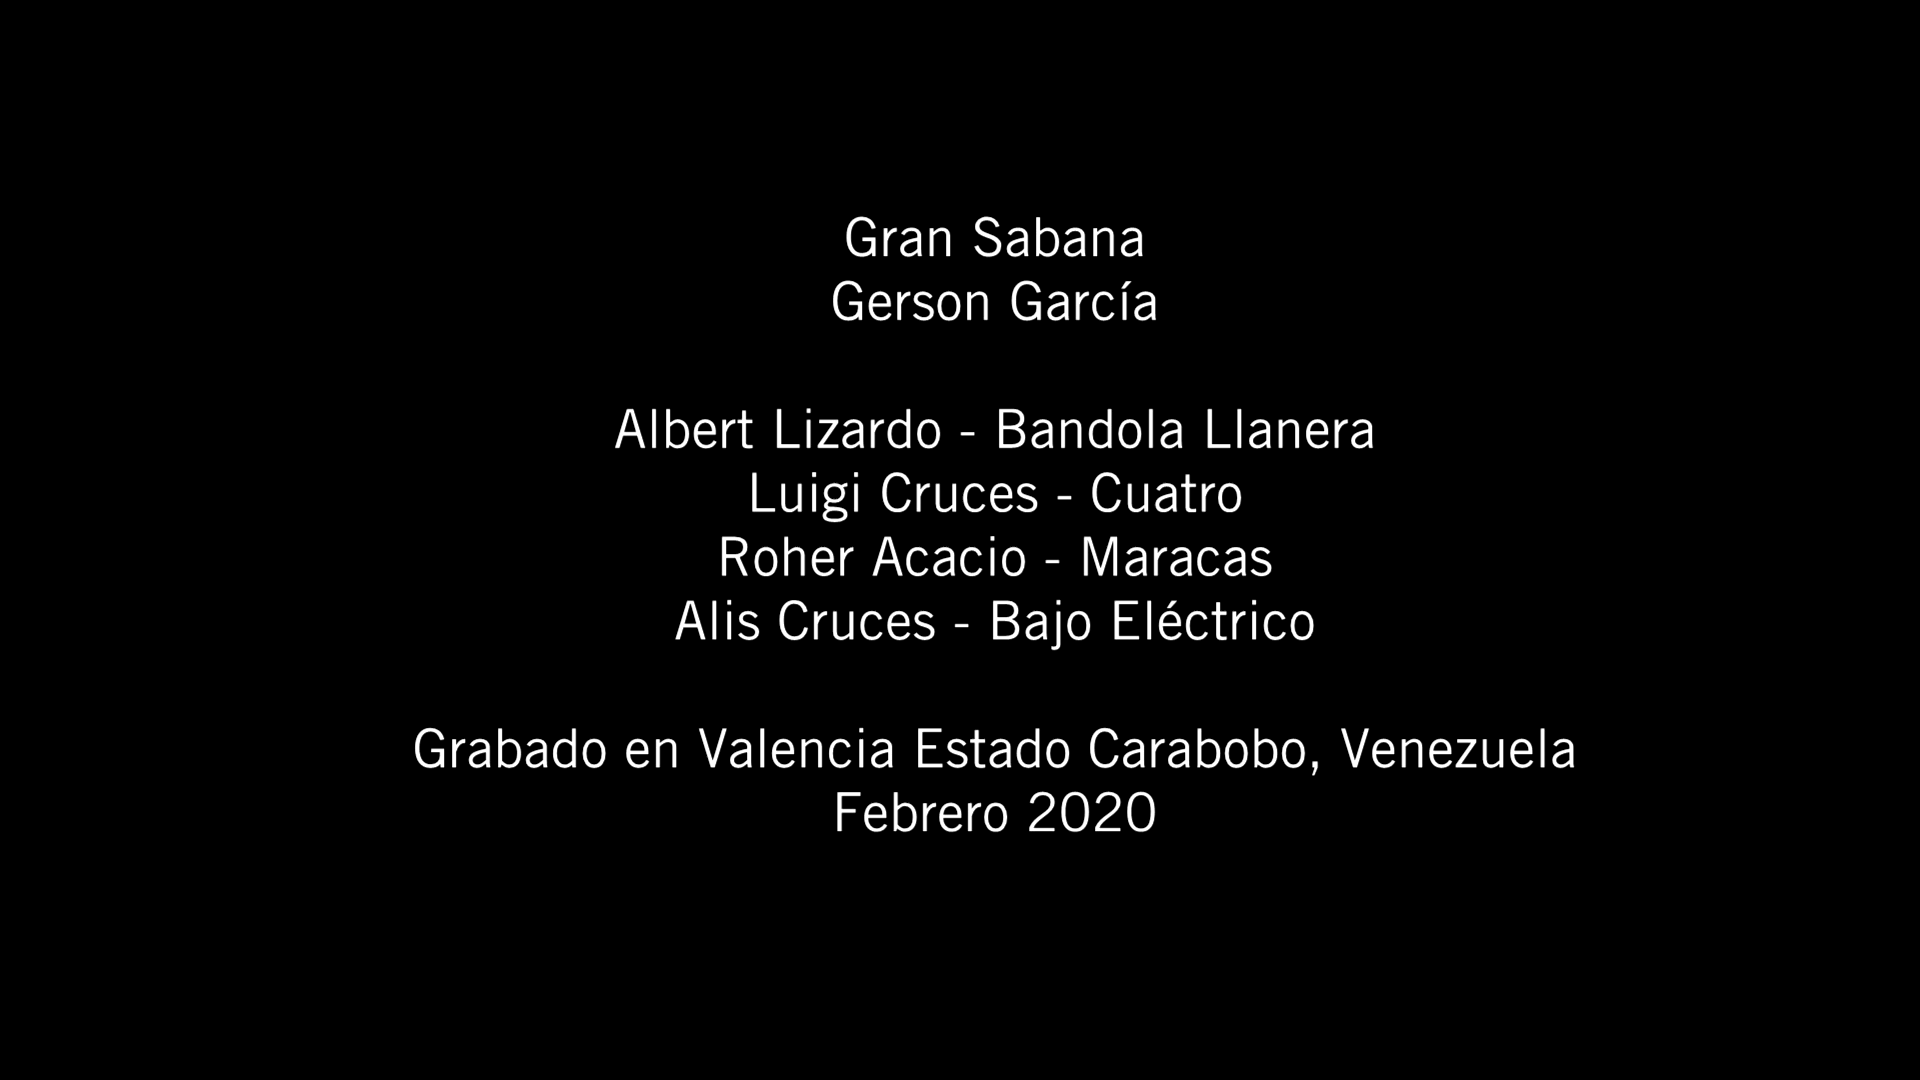 Gran Sabana
Gerson García
Albert Lizardo - Bandola Llanera
Luigi Cruces - Cuatro
Roher Acacio - Maracas
Alis Cruces - Bajo Eléctrico
Grabado en Valencia Estado Carabobo, Venezuela
Febrero 2020